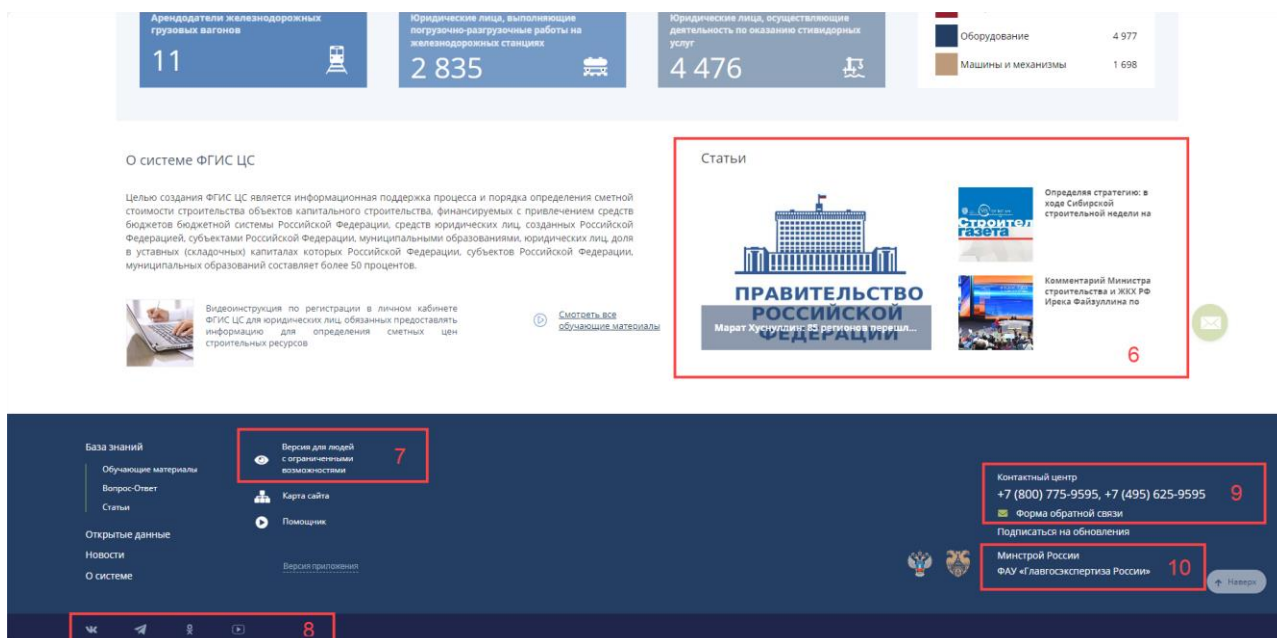 Арендодатели железнодорожных
грузовых вагонов
11
Юридические лица, выполняющие
погрузочно-разгрузочные работы на
железнодорожных станциях
2 835
Юридические лица, осуществляющие
деятельность по оказанию стивидорных
услуг
4 476
Оборудование 4 977
Машины и механизмы 1 698
О системе ФГИС ЦС
Целью создания ФГИС ЦС является информационная поддержка процесса и порядка определения сметной
стоимости строительства объектов капитального строительства, финансируемых с привлечением средств
бюджетов бюджетной системы Российской Федерации, средств юридических лиц, созданных Российской
Федерацией, субъектами Российской Федерации, муниципальными образованиями, юридических лиц, доля
в уставных (складочных) капиталах которых Российской Федерации, субъектов Российской Федерации,
муниципальных образований составляет более 50 процентов.
Видеоинструкция по регистрации в личном кабинете
ФГИС ЦС для юридических лиц, обязанных предоставлять
информацию для определения сметных цен
строительных ресурсов
Смотреть все
обучающие материалы
Статьи
ПРАВИТЕЛЬСТВО
РОССИЙСКОЙ
ФЕДЕРАЦИИ
Марат Хуснуллин: 85 регионов перешл...
Строител
газета
Определяя стратегию: в
ходе Сибирской
строительной недели на
Комментарий Министра
строительства и ЖКХ РФ
Ирека Файзуллина по
6
База знаний
Обучающие материалы
Вопрос-Ответ
Статьи
Открытые данные
Новости
О системе
Версия для людей
с ограниченными
возможностями
7
Карта сайта
Помощник
Версия приложения
Контактный центр
+7 (800) 775-9595, +7 (495) 625-9595
9
Форма обратной связи
Подписаться на обновления
Минстрой России
ФАУ «Главгосэкспертиза России»
10
Наверх
8